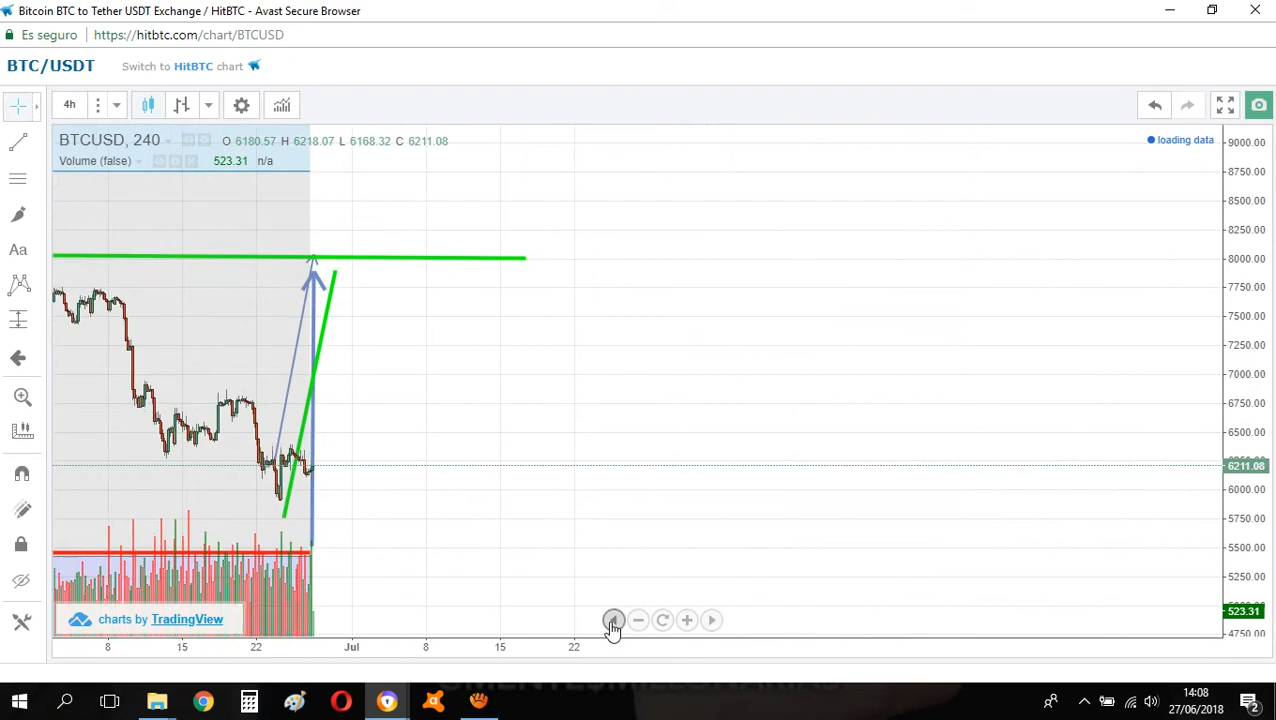 Bitcoin BTC to Tether USDT Exchange / HitBTC - Avast Secure Browser
Es seguro | https://hitbtc.com/chart/BTCUSD
BTC/USDT Switch to HitBTC chart
4h
BTCUSD, 240 O 6180.57 H 6218.07 L 6168.32 C 6211.08
loading data
Volume (false) 523.31 n/a
Aa
9000.00
8750.00
8500.00
8250.00
8000.00
7750.00
7500.00
7250.00
7000.00
6750.00
6500.00
6211.08
6000.00
5750.00
5500.00
5250.00
523.31
4750.00
charts by TradingView
8 15 22 Jul 8 15 22
14:08
27/06/2018
2